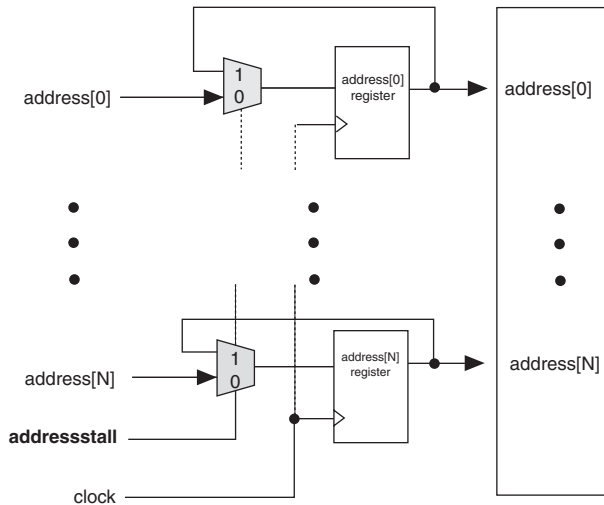 1
0
address[0]
address[0]
register
address[0]
1
0
address[N]
address[N]
register
address[N]
addressstall
clock